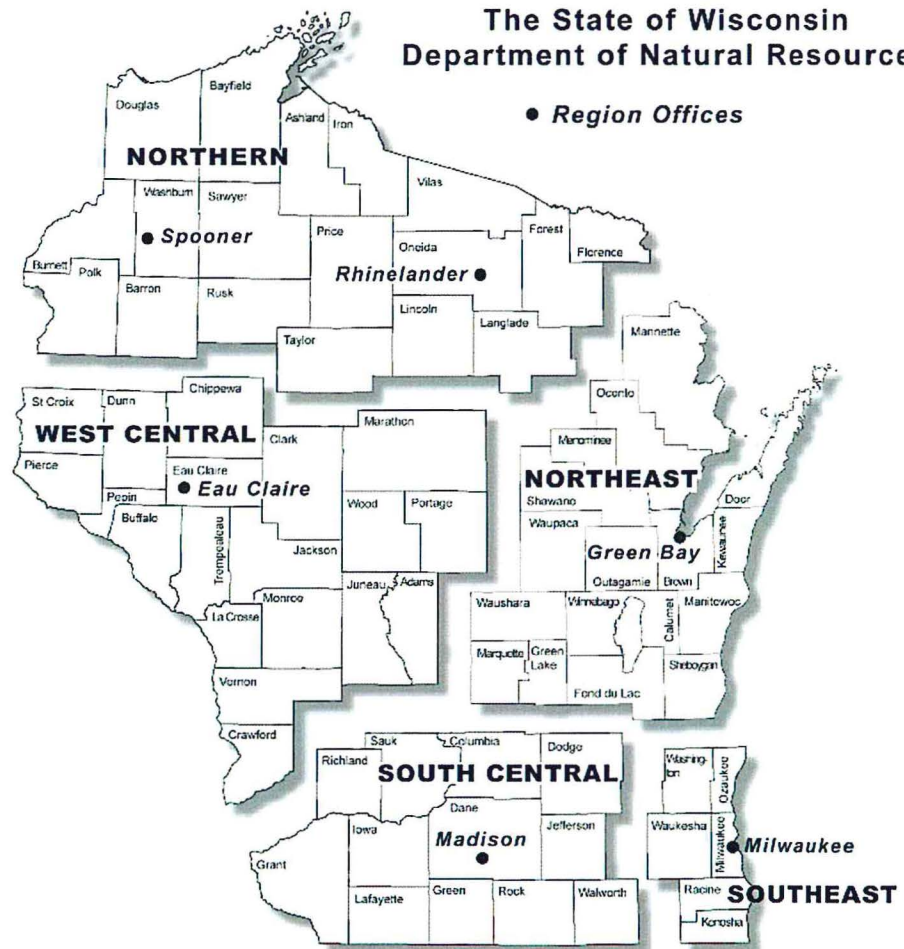 The State of Wisconsin
Department of Natural Resource
● Region Offices
Bayfield
Douglas
Ashland
Iron
NORTHERN
Vilas
Washburn
Sawyer
Spooner
Price
Forest
Oneida
Florence
Rhinelander
Burnett
Polk
Barron
Rusk
Lincoln
Langlade
Taylor
Marinette
Chippewa
Dunn
St Croix
Oconto
Marathon
WEST CENTRAL
Clark
Menominee
Pierce
Eau Claire
NORTHEAST
Eau Claire
Door
Pepin
Wood
Portage
Shawano
Buffalo
Waupaca
Trempealeau
Kewaunee
Jackson
Green Bay
Juneau
Adams
Outagamie
Brown
Monroe
Waushara
Winnebago
Calumet
Manitowoc
La Crosse
Marquette
Green
Lake
Sheboygan
Vernon
Fond du Lac
Crawford
Sauk
Columbia
Dodge
Richland
Washing-
ton
Ozaukee
SOUTH CENTRAL
Dane
Iowa
Jefferson
Waukesha
Milwaukee
Madison
Milwaukee
Grant
Lafayette
Green
Rock
Walworth
Racine
SOUTHEAST
Kenosha